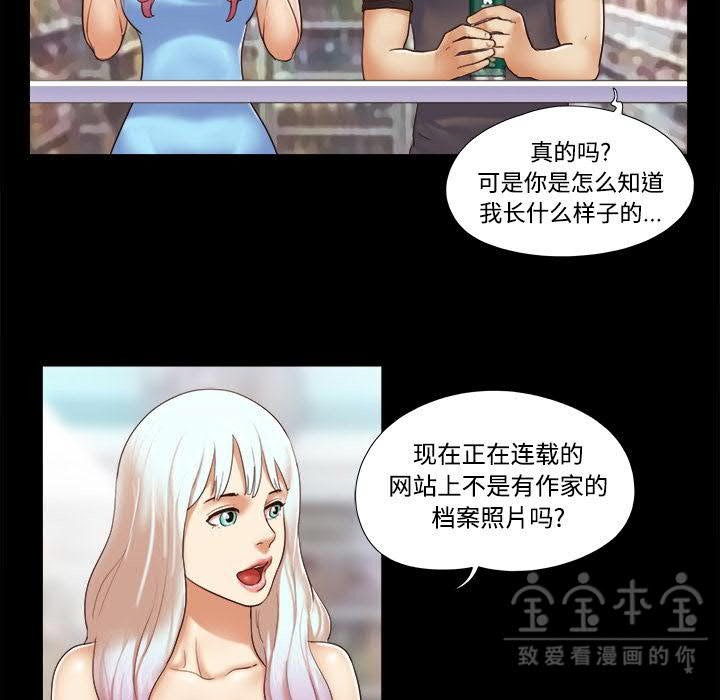 真的吗?
可是你是怎么知道
我长什么样子的...
现在正在连载的
网站上不是有作家的
档案照片吗?
宝宝本宝
致爱看漫画的你